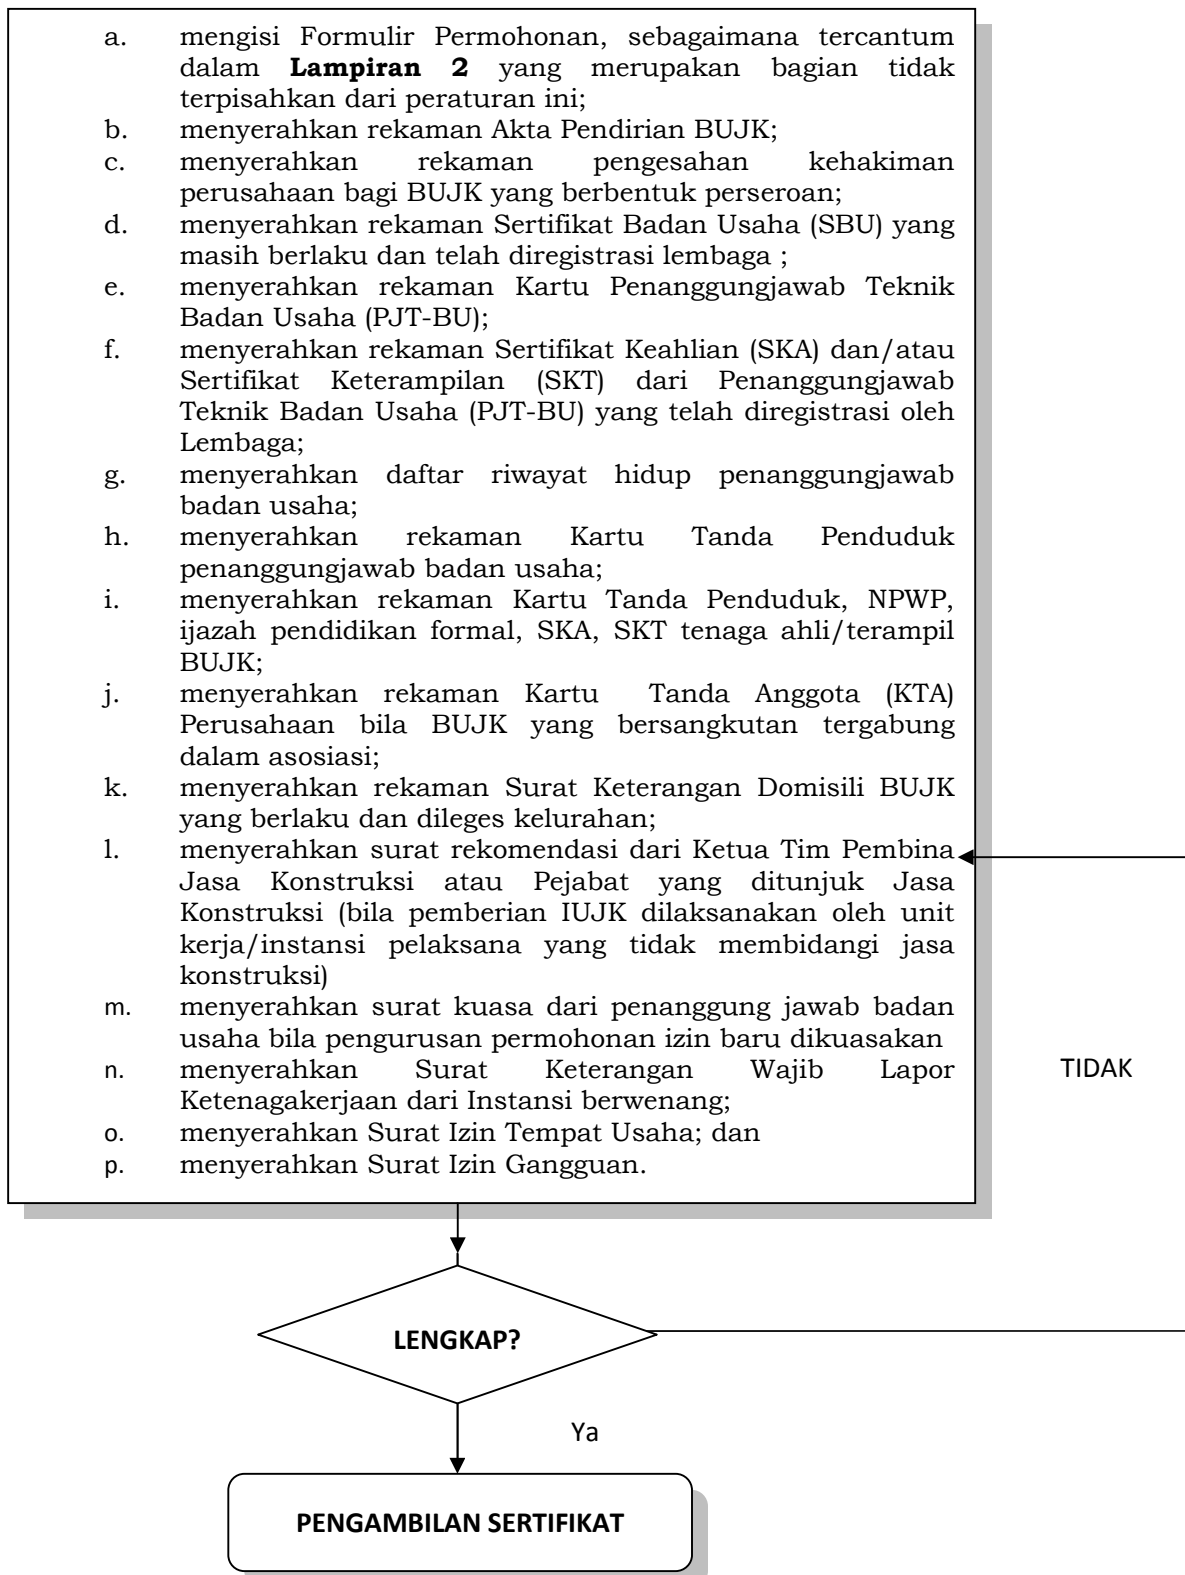 a. mengisi Formulir Permohonan, sebagaimana tercantum
dalam Lampiran 2 yang merupakan bagian tidak
terpisahkan dari peraturan ini;
b. menyerahkan rekaman Akta Pendirian BUJK;
c. menyerahkan rekaman pengesahan kehakiman
perusahaan bagi BUJK yang berbentuk perseroan;
d. menyerahkan rekaman Sertifikat Badan Usaha (SBU) yang
masih berlaku dan telah diregistrasi lembaga ;
e. menyerahkan rekaman Kartu Penanggungjawab Teknik
Badan Usaha (PJT-BU);
f. menyerahkan rekaman Sertifikat Keahlian (SKA) dan/atau
Sertifikat Keterampilan (SKT) dari Penanggungjawab
Teknik Badan Usaha (PJT-BU) yang telah diregistrasi oleh
Lembaga;
g. menyerahkan daftar riwayat hidup penanggungjawab
badan usaha;
h. menyerahkan rekaman Kartu Tanda Penduduk
penanggungjawab badan usaha;
i. menyerahkan rekaman Kartu Tanda Penduduk, NPWP,
ijazah pendidikan formal, SKA, SKT tenaga ahli/terampil
BUJK;
j. menyerahkan rekaman Kartu Tanda Anggota (KTA)
Perusahaan bila BUJK yang bersangkutan tergabung
dalam asosiasi;
k. menyerahkan rekaman Surat Keterangan Domisili BUJK
yang berlaku dan dileges kelurahan;
l. menyerahkan surat rekomendasi dari Ketua Tim Pembina
Jasa Konstruksi atau Pejabat yang ditunjuk Jasa
Konstruksi (bila pemberian IUJK dilaksanakan oleh unit
kerja/instansi pelaksana yang tidak membidangi jasa
konstruksi)
m. menyerahkan surat kuasa dari penanggung jawab badan
usaha bila pengurusan permohonan izin baru dikuasakan
n. menyerahkan Surat Keterangan Wajib Lapor
Ketenagakerjaan dari Instansi berwenang;
o. menyerahkan Surat Izin Tempat Usaha; dan
p. menyerahkan Surat Izin Gangguan.
TIDAK
LENGKAP?
Ya
PENGAMBILAN SERTIFIKAT